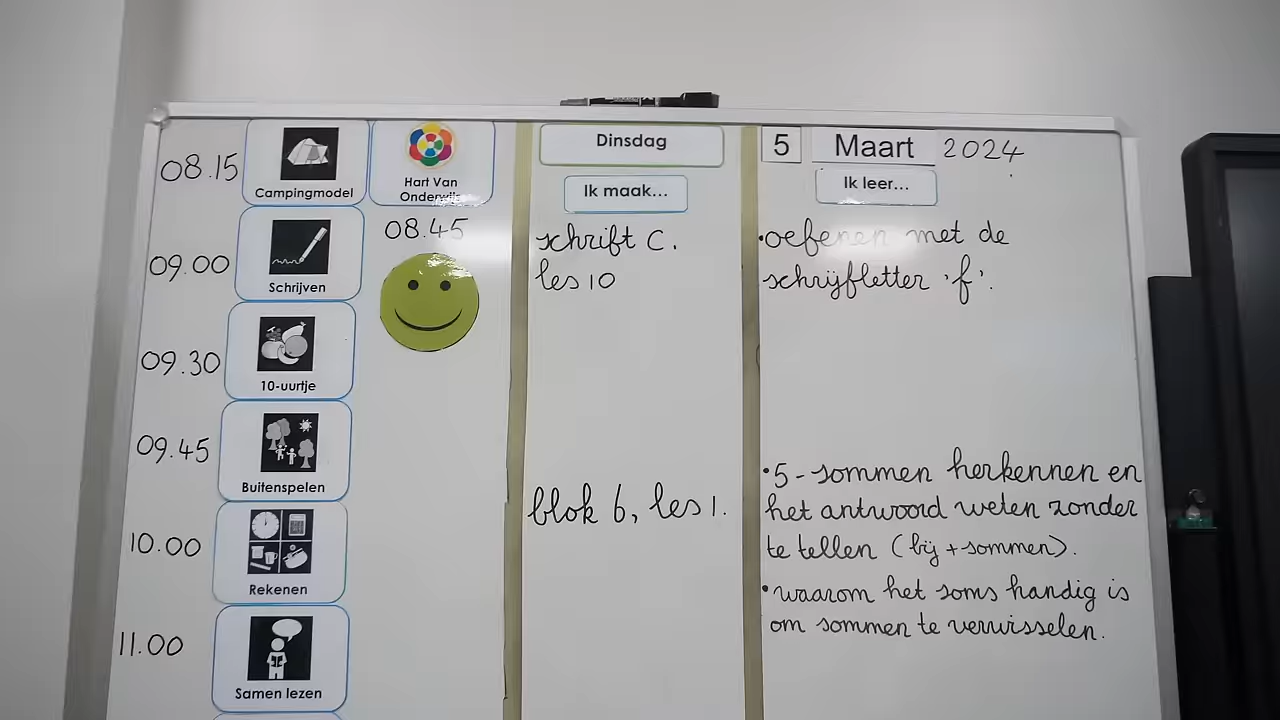 08.15
Campingmodel
Hart Van
Onderwijs
08.45
09.00
Schrijven
09.30
10-uurtje
09.45
Buitenspelen
10.00
Rekenen
11.00
Samen lezen
Dinsdag
Ik maak...
schrift C.
les 10
blok 6, les 1.
5 Maart 2024
Ik leer...
•oefenen met de
schrijfletter 'f'.
•5-sommen herkennen en
het antwoord weten zonder
te tellen (bij +sommen).
•waarom het soms handig is
om sommen te verwisselen.